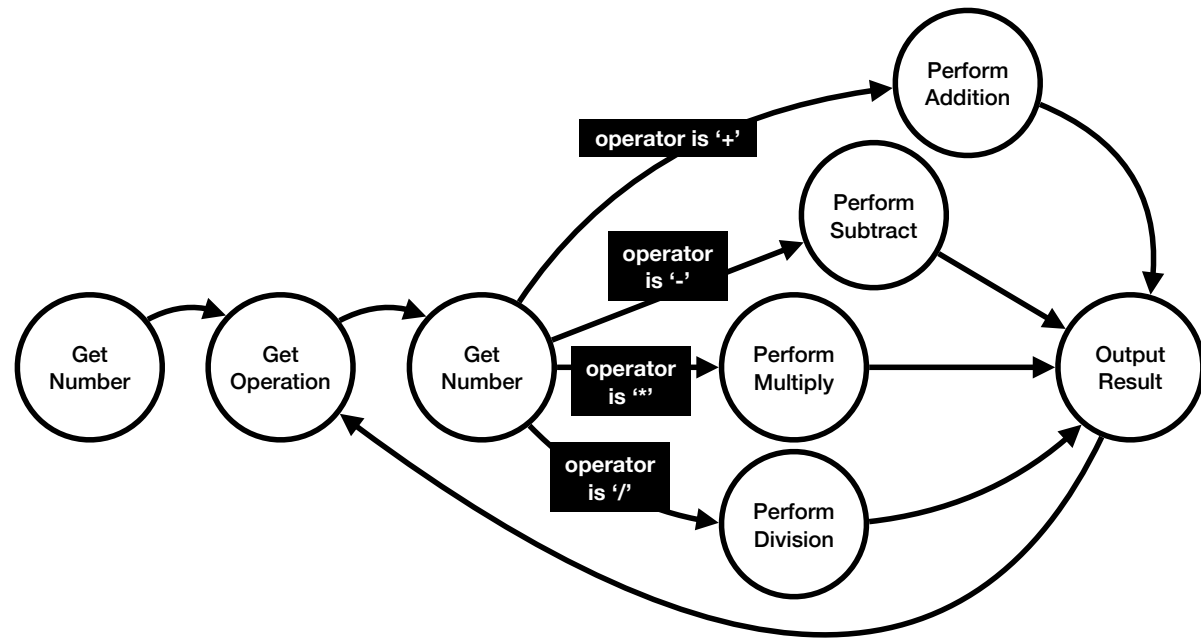 Perform
Addition
operator is ‘+’
Perform
Subtract
operator
is ‘-’
Get
Number
Get
Operation
Get
Number
operator
is ‘*’
Perform
Multiply
Output
Result
operator
is ‘/’
Perform
Division